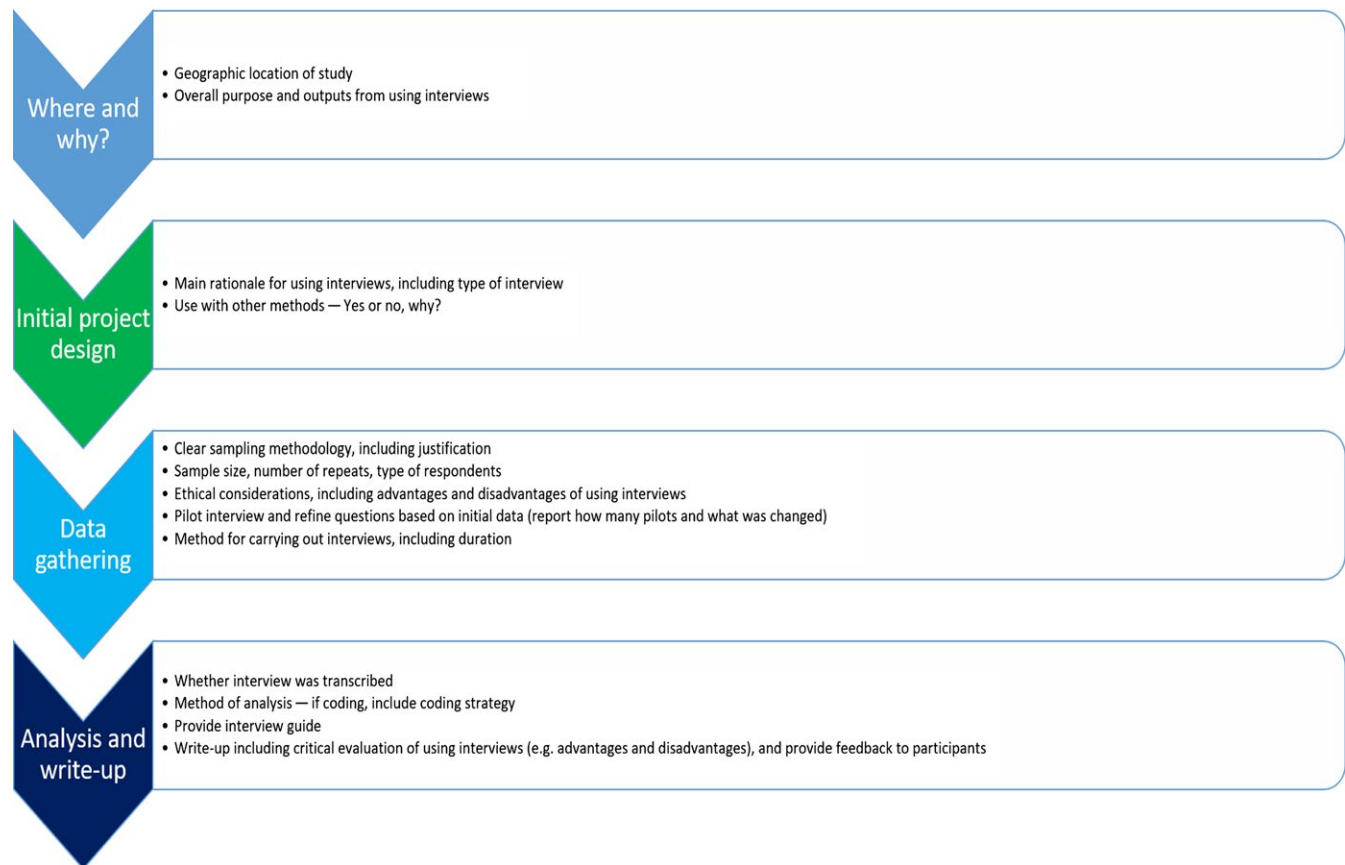 Where and
why?
• Geographic location of study
• Overall purpose and outputs from using interviews
Initial project
design
• Main rationale for using interviews, including type of interview
• Use with other methods — Yes or no, why?
Data
gathering
• Clear sampling methodology, including justification
• Sample size, number of repeats, type of respondents
• Ethical considerations, including advantages and disadvantages of using interviews
• Pilot interview and refine questions based on initial data (report how many pilots and what was changed)
• Method for carrying out interviews, including duration
Analysis and
write-up
• Whether interview was transcribed
• Method of analysis — if coding, include coding strategy
• Provide interview guide
• Write-up including critical evaluation of using interviews (e.g. advantages and disadvantages), and provide feedback to participants